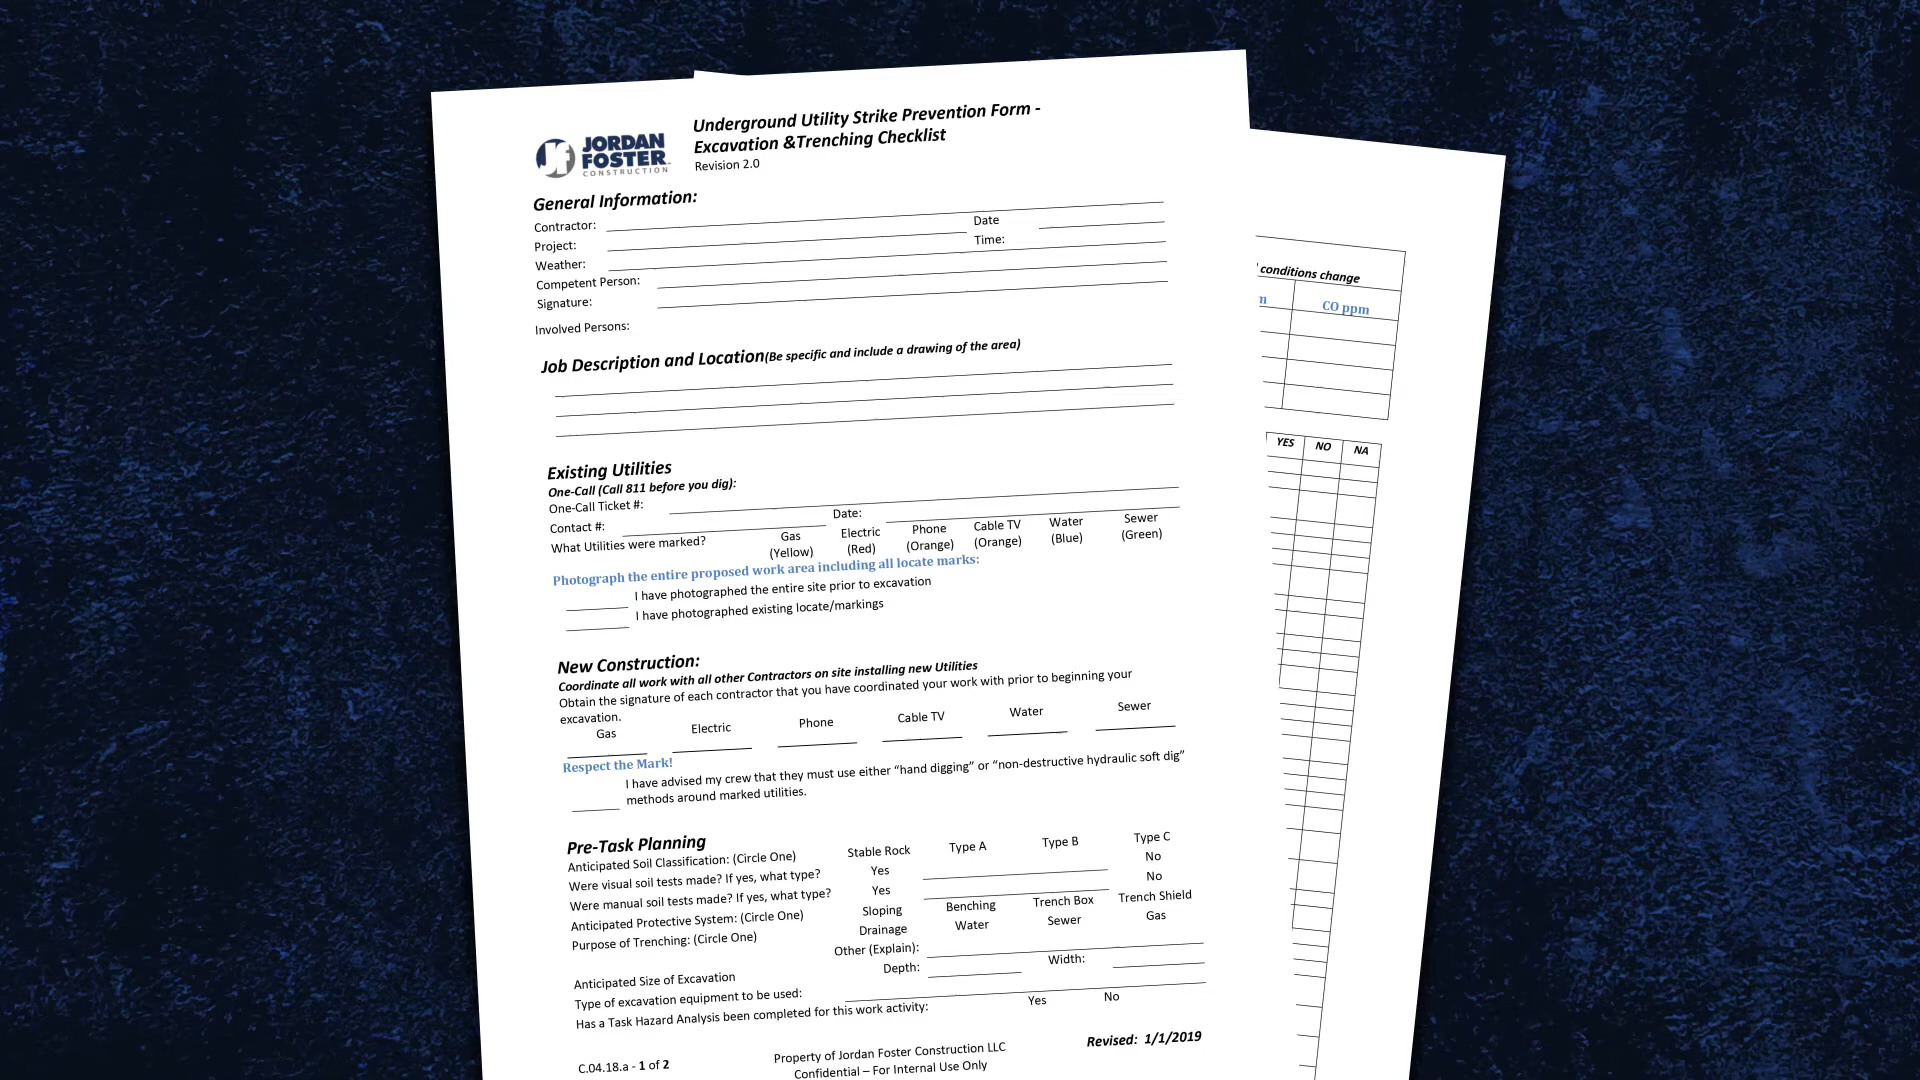 JORDAN
FOSTER
CONSTRUCTION
Underground Utility Strike Prevention Form -
Excavation &Trenching Checklist
Revision 2.0
General Information:
Contractor:
Date
Project:
Time:
Weather:
Competent Person:
Signature:
Involved Persons:
Job Description and Location(Be specific and include a drawing of the area)
Existing Utilities
One-Call (Call 811 before you dig):
One-Call Ticket #:
Contact #: Date:
What Utilities were marked? Gas Electric Phone Cable TV Water Sewer
(Yellow) (Red) (Orange) (Orange) (Blue) (Green)
Photograph the entire proposed work area including all locate marks:
I have photographed the entire site prior to excavation
I have photographed existing locate/markings
New Construction:
Coordinate all work with all other Contractors on site installing new Utilities
Obtain the signature of each contractor that you have coordinated your work with prior to beginning your
excavation.
Gas Electric Phone Cable TV Water Sewer
Respect the Mark!
I have advised my crew that they must use either “hand digging” or “non-destructive hydraulic soft dig”
methods around marked utilities.
Pre-Task Planning
Anticipated Soil Classification: (Circle One) Stable Rock Type A Type B Type C
Were visual soil tests made? If yes, what type? Yes No
Were manual soil tests made? If yes, what type? Yes No
Anticipated Protective System: (Circle One) Sloping Benching Trench Box Trench Shield
Purpose of Trenching: (Circle One) Drainage Water Sewer Gas
Other (Explain):
Anticipated Size of Excavation Depth: Width:
Type of excavation equipment to be used:
Has a Task Hazard Analysis been completed for this work activity: Yes No
C.04.18.a - 1 of 2
Property of Jordan Foster Construction LLC
Confidential – For Internal Use Only
Revised: 1/1/2019
conditions change
CO ppm
YES NO NA